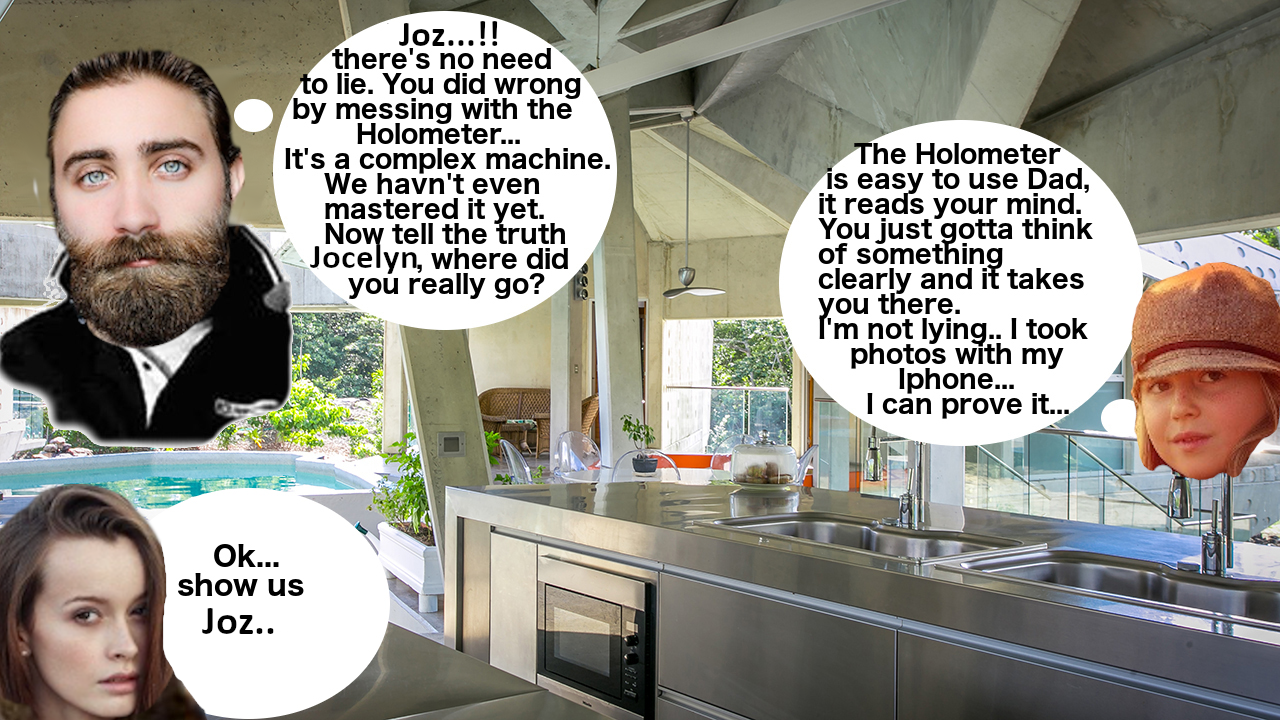 Joz...!!
there's no need
to lie. You did wrong
by messing with the
Holometer...
It's a complex machine.
We havn't even
mastered it yet.
Now tell the truth
Jocelyn, where did
you really go?
The Holometer
is easy to use Dad,
it reads your mind.
You just gotta think
of something
clearly and it takes
you there.
I'm not lying.. I took
photos with my
Iphone...
I can prove it...
Ok...
show us
Joz..